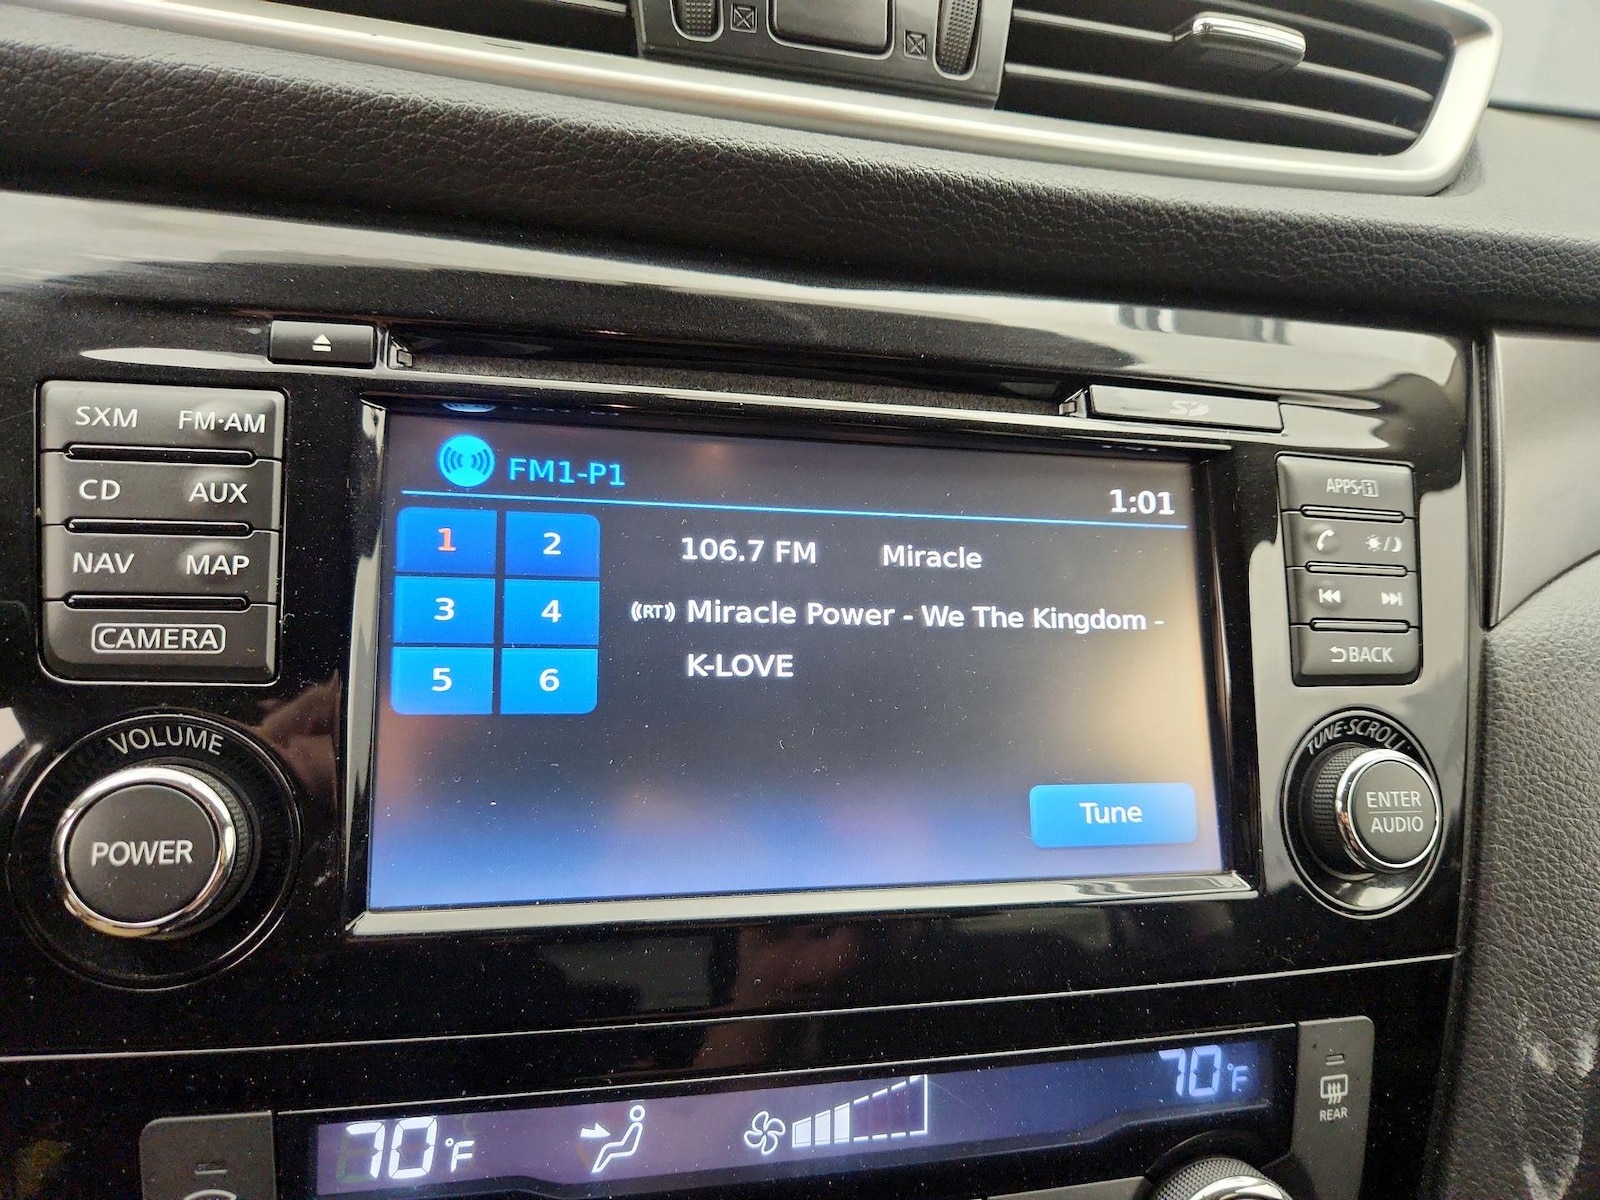 SXM FM·AM
CD AUX
NAV MAP
CAMERA
VOLUME
POWER
SD
FM1-P1
1:01
1 2
3 4
5 6
106.7 FM Miracle
((RT)) Miracle Power - We The Kingdom -
K-LOVE
Tune
APPS·i
BACK
TUNE·SCROLL
ENTER
AUDIO
70°F
70°F
REAR